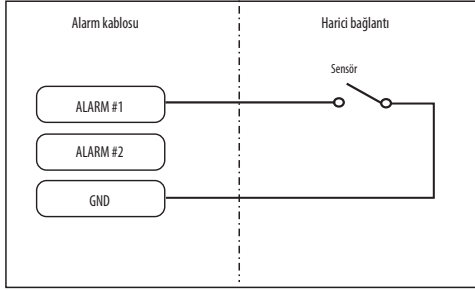 Alarm kablosu
Harici bağlantı
Sensör
ALARM #1
ALARM #2
GND